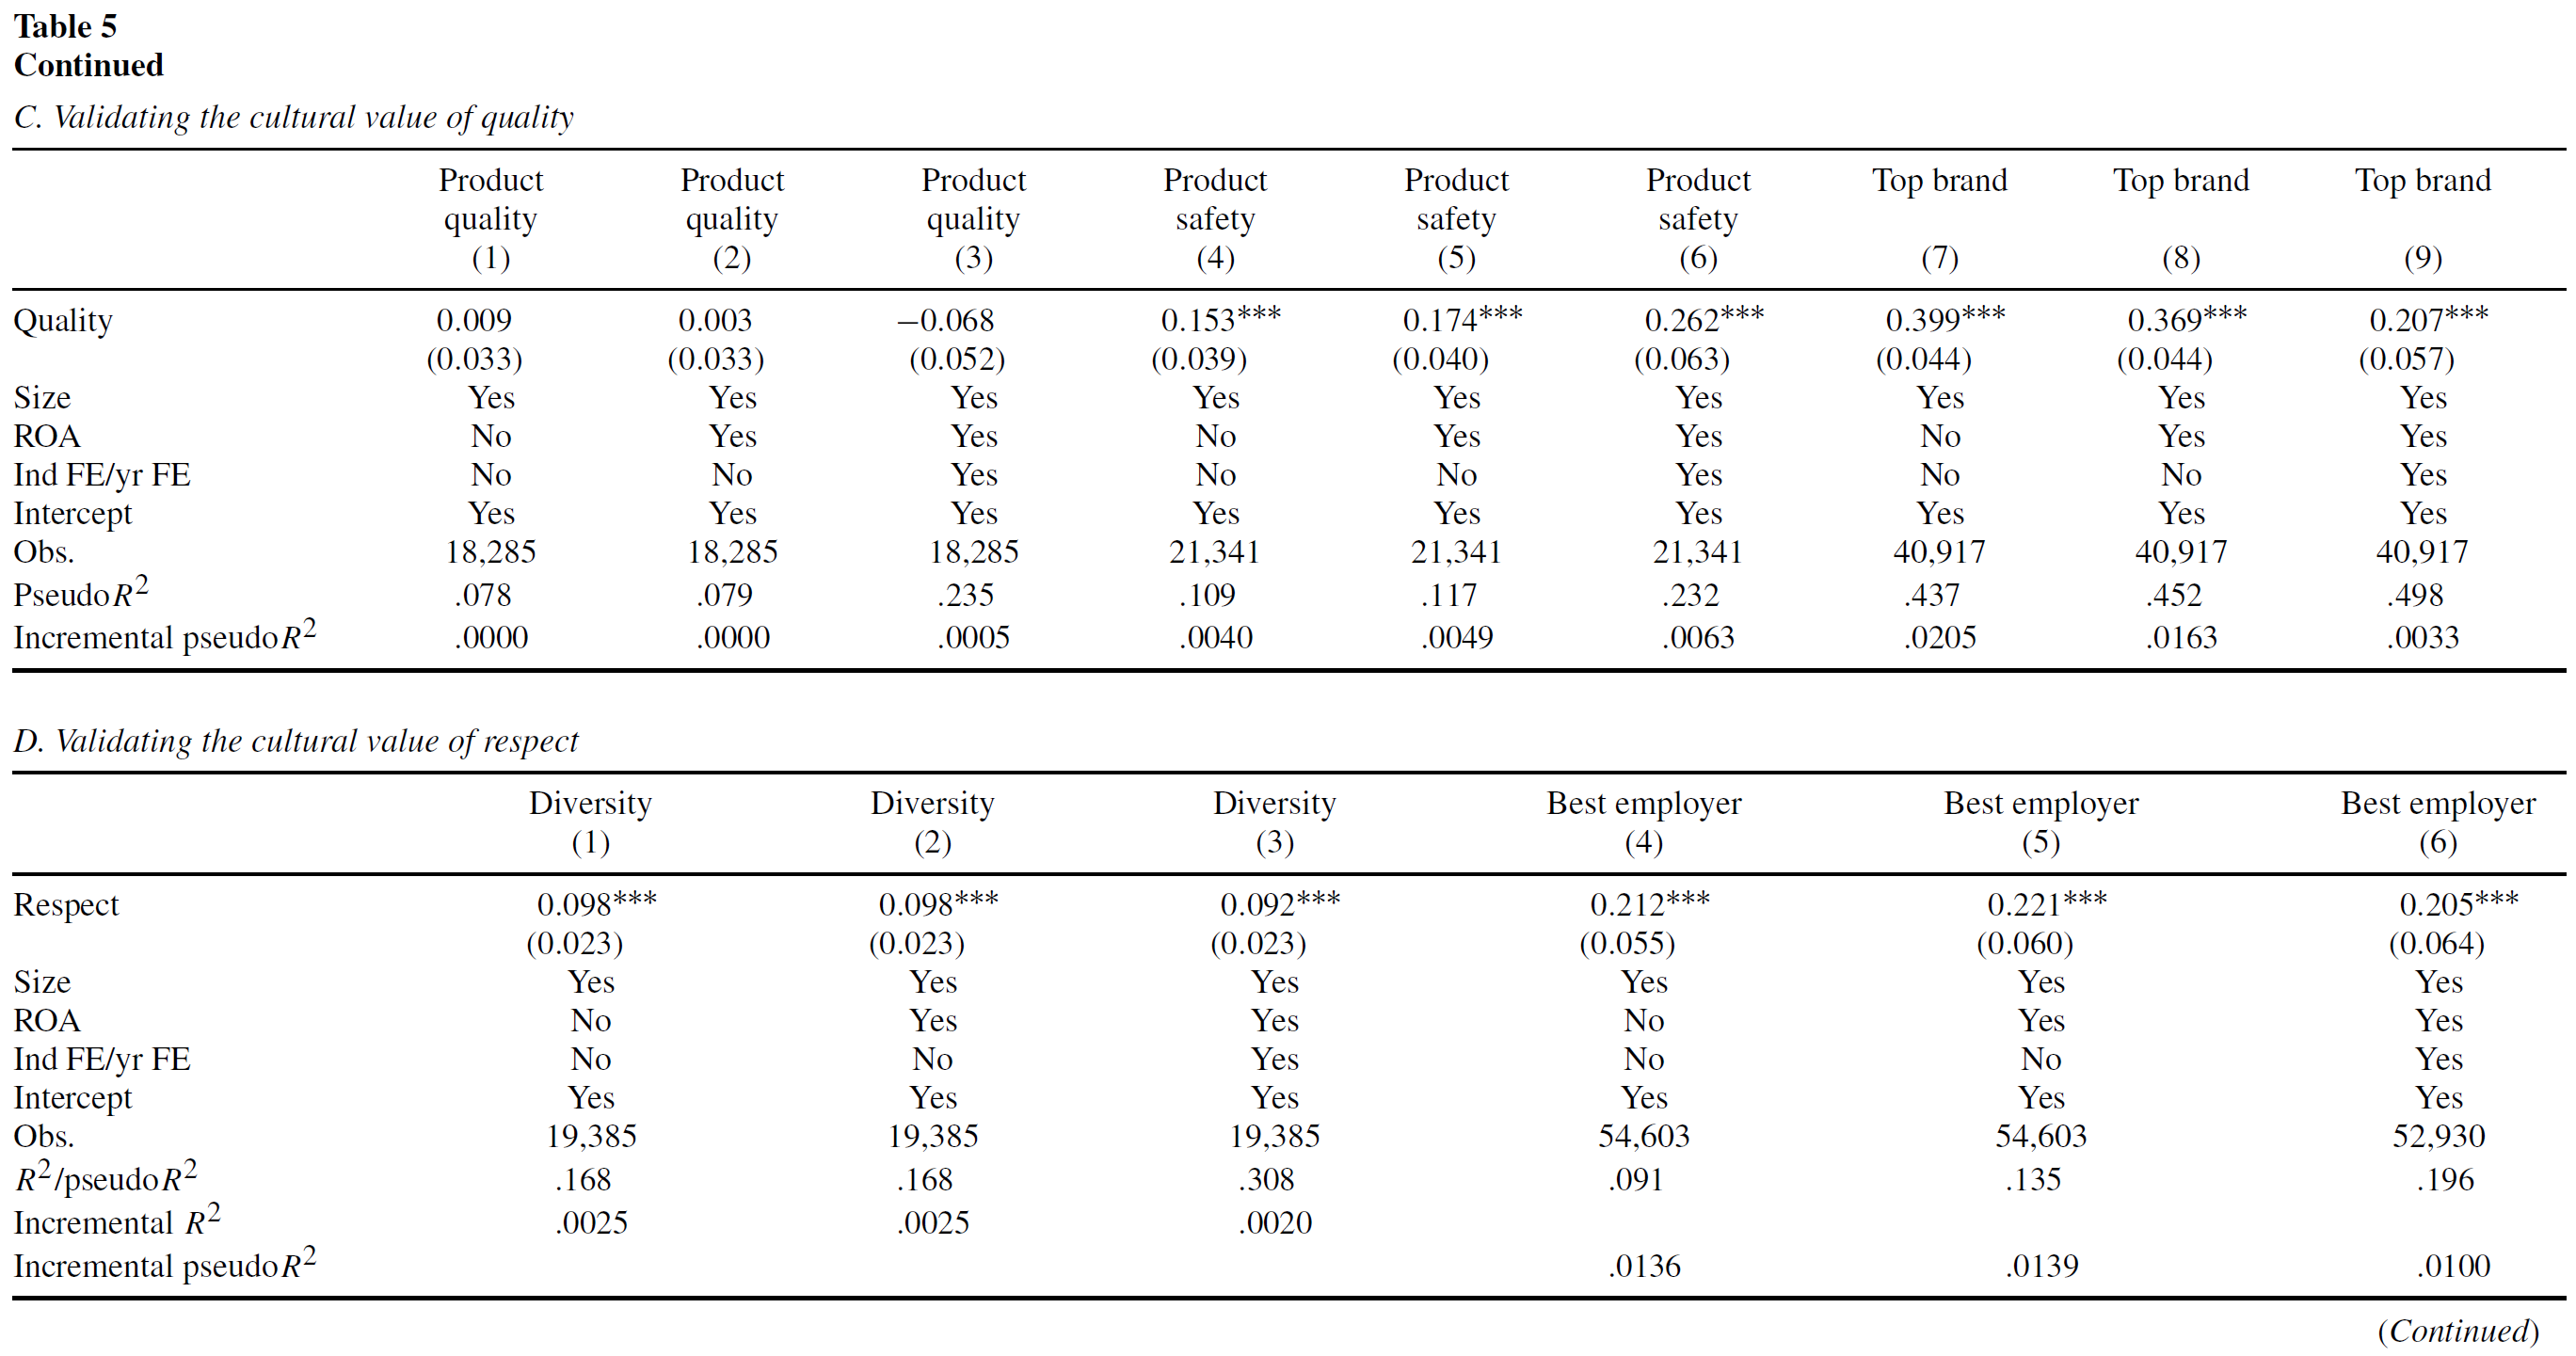 Table 5
Continued
C. Validating the cultural value of quality
Product Product Product Product Product Product Top brand Top brand Top brand
quality quality quality safety safety safety
(1) (2) (3) (4) (5) (6) (7) (8) (9)
Quality 0.009 0.003 −0.068 0.153*** 0.174*** 0.262*** 0.399*** 0.369*** 0.207***
(0.033) (0.033) (0.052) (0.039) (0.040) (0.063) (0.044) (0.044) (0.057)
Size Yes Yes Yes Yes Yes Yes Yes Yes Yes
ROA No Yes Yes No Yes Yes No Yes Yes
Ind FE/yr FE No No Yes No No Yes No No Yes
Intercept Yes Yes Yes Yes Yes Yes Yes Yes Yes
Obs. 18,285 18,285 18,285 21,341 21,341 21,341 40,917 40,917 40,917
Pseudo R² .078 .079 .235 .109 .117 .232 .437 .452 .498
Incremental pseudo R² .0000 .0000 .0005 .0040 .0049 .0063 .0205 .0163 .0033
D. Validating the cultural value of respect
Diversity Diversity Diversity Best employer Best employer Best employer
(1) (2) (3) (4) (5) (6)
Respect 0.098*** 0.098*** 0.092*** 0.212*** 0.221*** 0.205***
(0.023) (0.023) (0.023) (0.055) (0.060) (0.064)
Size Yes Yes Yes Yes Yes Yes
ROA No Yes Yes No Yes Yes
Ind FE/yr FE No No Yes No No Yes
Intercept Yes Yes Yes Yes Yes Yes
Obs. 19,385 19,385 19,385 54,603 54,603 52,930
R²/pseudo R² .168 .168 .308 .091 .135 .196
Incremental R² .0025 .0025 .0020
Incremental pseudo R² .0136 .0139 .0100
(Continued)